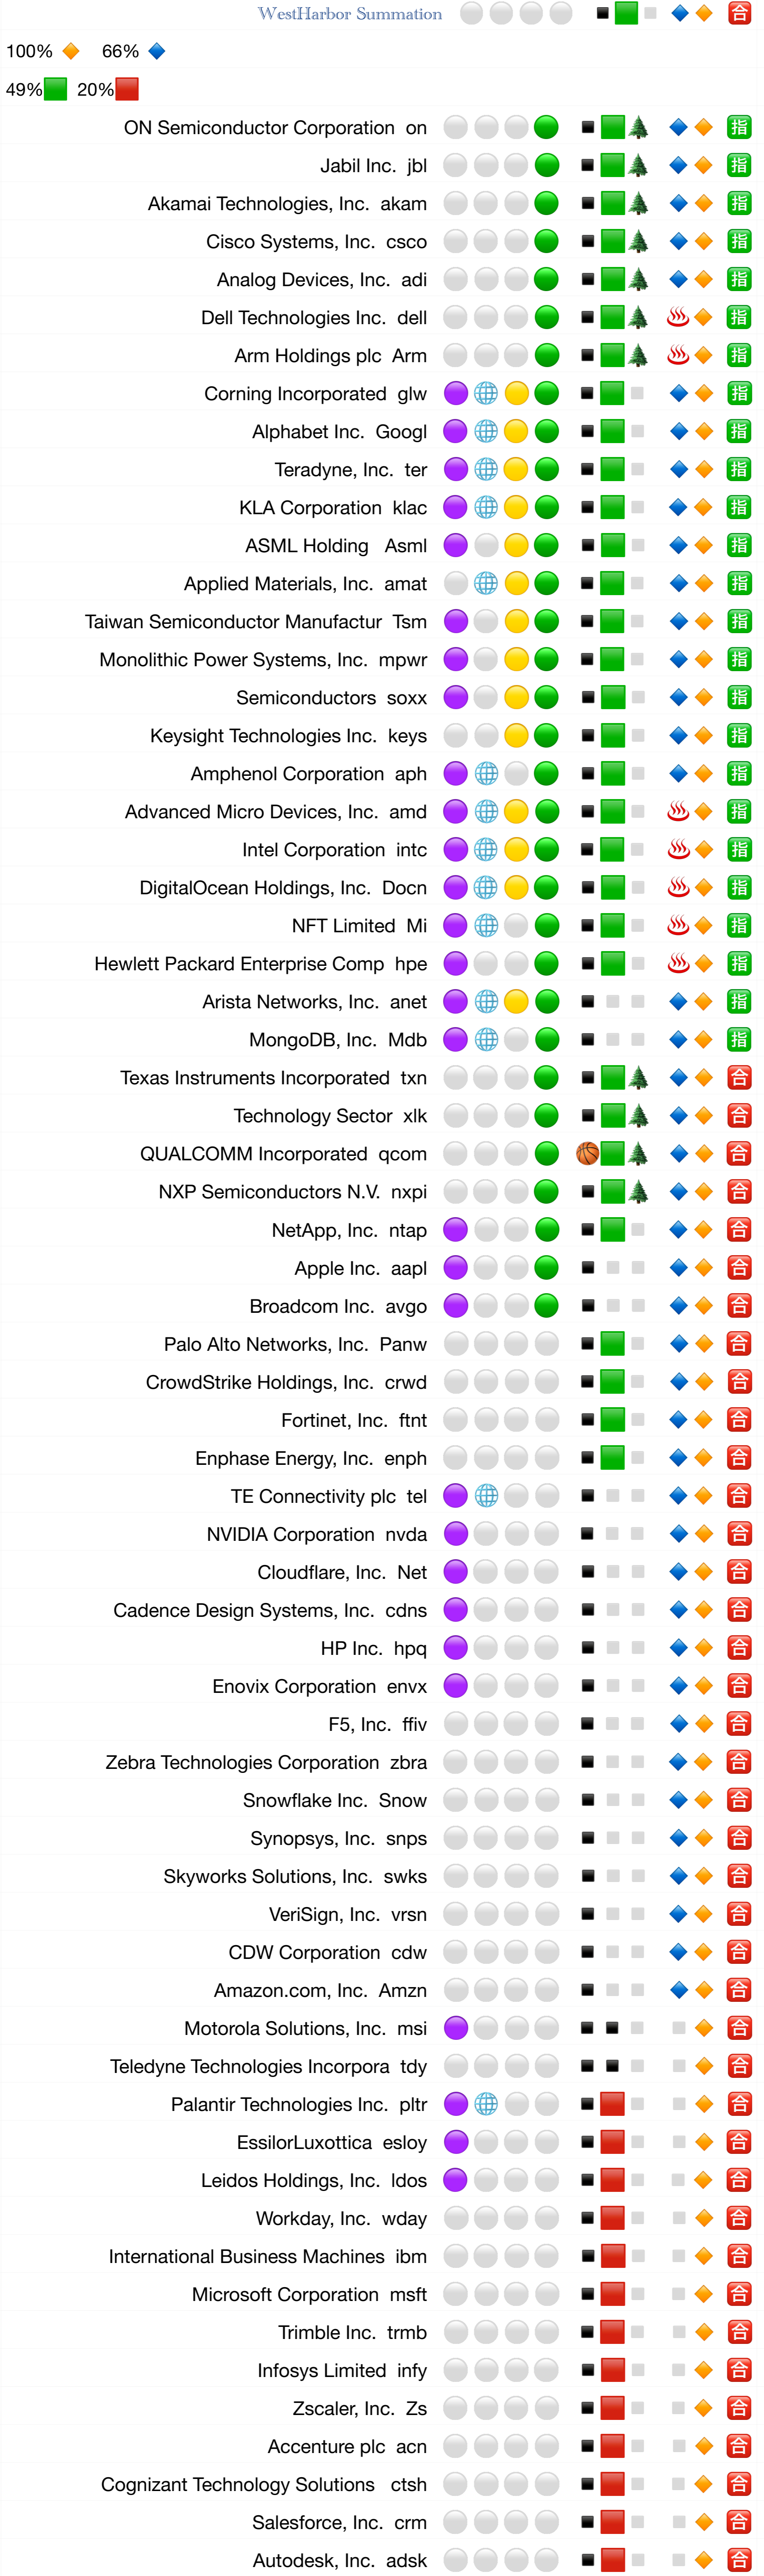 WestHarbor Summation 🈴
100% 66%
49% 20%
ON Semiconductor Corporation on 🈯
Jabil Inc. jbl 🈯
Akamai Technologies, Inc. akam 🈯
Cisco Systems, Inc. csco 🈯
Analog Devices, Inc. adi 🈯
Dell Technologies Inc. dell 🈯
Arm Holdings plc Arm 🈯
Corning Incorporated glw 🈯
Alphabet Inc. Googl 🈯
Teradyne, Inc. ter 🈯
KLA Corporation klac 🈯
ASML Holding Asml 🈯
Applied Materials, Inc. amat 🈯
Taiwan Semiconductor Manufactur Tsm 🈯
Monolithic Power Systems, Inc. mpwr 🈯
Semiconductors soxx 🈯
Keysight Technologies Inc. keys 🈯
Amphenol Corporation aph 🈯
Advanced Micro Devices, Inc. amd 🈯
Intel Corporation intc 🈯
DigitalOcean Holdings, Inc. Docn 🈯
NFT Limited Mi 🈯
Hewlett Packard Enterprise Comp hpe 🈯
Arista Networks, Inc. anet 🈯
MongoDB, Inc. Mdb 🈯
Texas Instruments Incorporated txn 🈴
Technology Sector xlk 🈴
QUALCOMM Incorporated qcom 🈴
NXP Semiconductors N.V. nxpi 🈴
NetApp, Inc. ntap 🈴
Apple Inc. aapl 🈴
Broadcom Inc. avgo 🈴
Palo Alto Networks, Inc. Panw 🈴
CrowdStrike Holdings, Inc. crwd 🈴
Fortinet, Inc. ftnt 🈴
Enphase Energy, Inc. enph 🈴
TE Connectivity plc tel 🈴
NVIDIA Corporation nvda 🈴
Cloudflare, Inc. Net 🈴
Cadence Design Systems, Inc. cdns 🈴
HP Inc. hpq 🈴
Enovix Corporation envx 🈴
F5, Inc. ffiv 🈴
Zebra Technologies Corporation zbra 🈴
Snowflake Inc. Snow 🈴
Synopsys, Inc. snps 🈴
Skyworks Solutions, Inc. swks 🈴
VeriSign, Inc. vrsn 🈴
CDW Corporation cdw 🈴
Amazon.com, Inc. Amzn 🈴
Motorola Solutions, Inc. msi 🈴
Teledyne Technologies Incorpora tdy 🈴
Palantir Technologies Inc. pltr 🈴
EssilorLuxottica esloy 🈴
Leidos Holdings, Inc. ldos 🈴
Workday, Inc. wday 🈴
International Business Machines ibm 🈴
Microsoft Corporation msft 🈴
Trimble Inc. trmb 🈴
Infosys Limited infy 🈴
Zscaler, Inc. Zs 🈴
Accenture plc acn 🈴
Cognizant Technology Solutions ctsh 🈴
Salesforce, Inc. crm 🈴
Autodesk, Inc. adsk 🈴